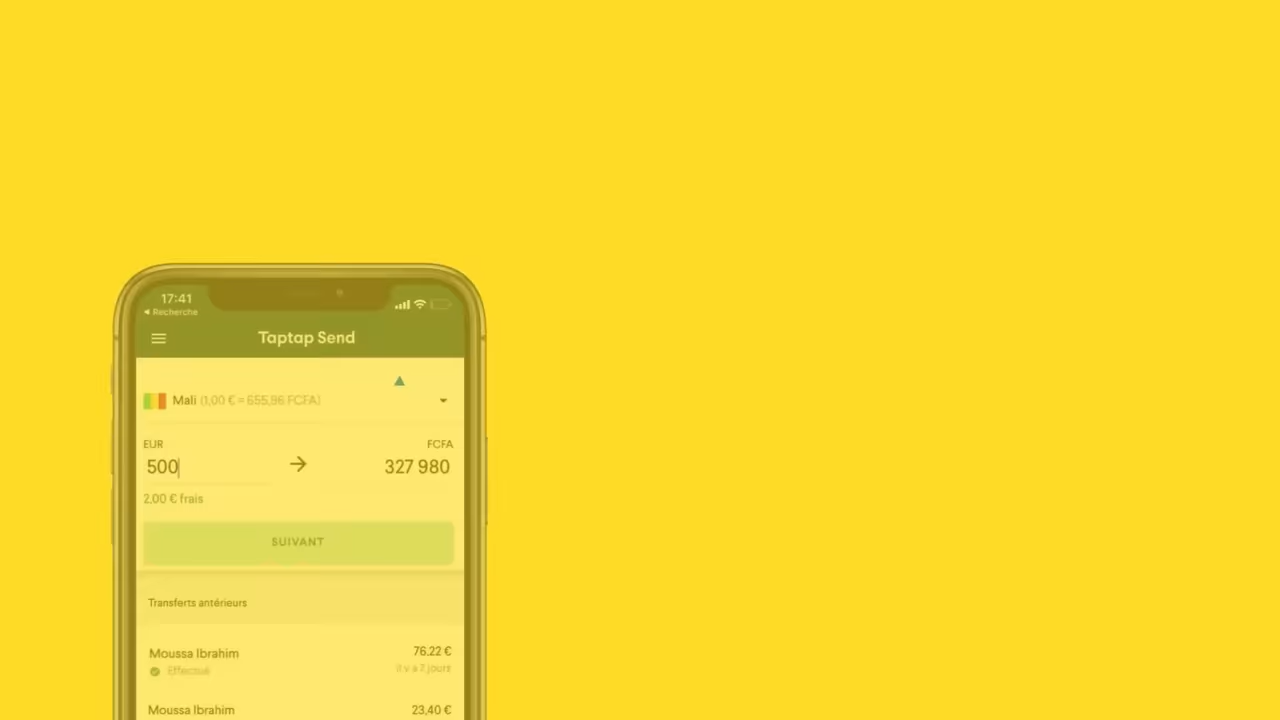 17:41
◀ Recherche
Taptap Send
Mali (1,00 € = 655,96 FCFA)
EUR FCFA
500 → 327 980
2,00 € frais
SUIVANT
Transferts antérieurs
Moussa Ibrahim 76,22 €
Effectué il y a 7 jours
Moussa Ibrahim 23,40 €